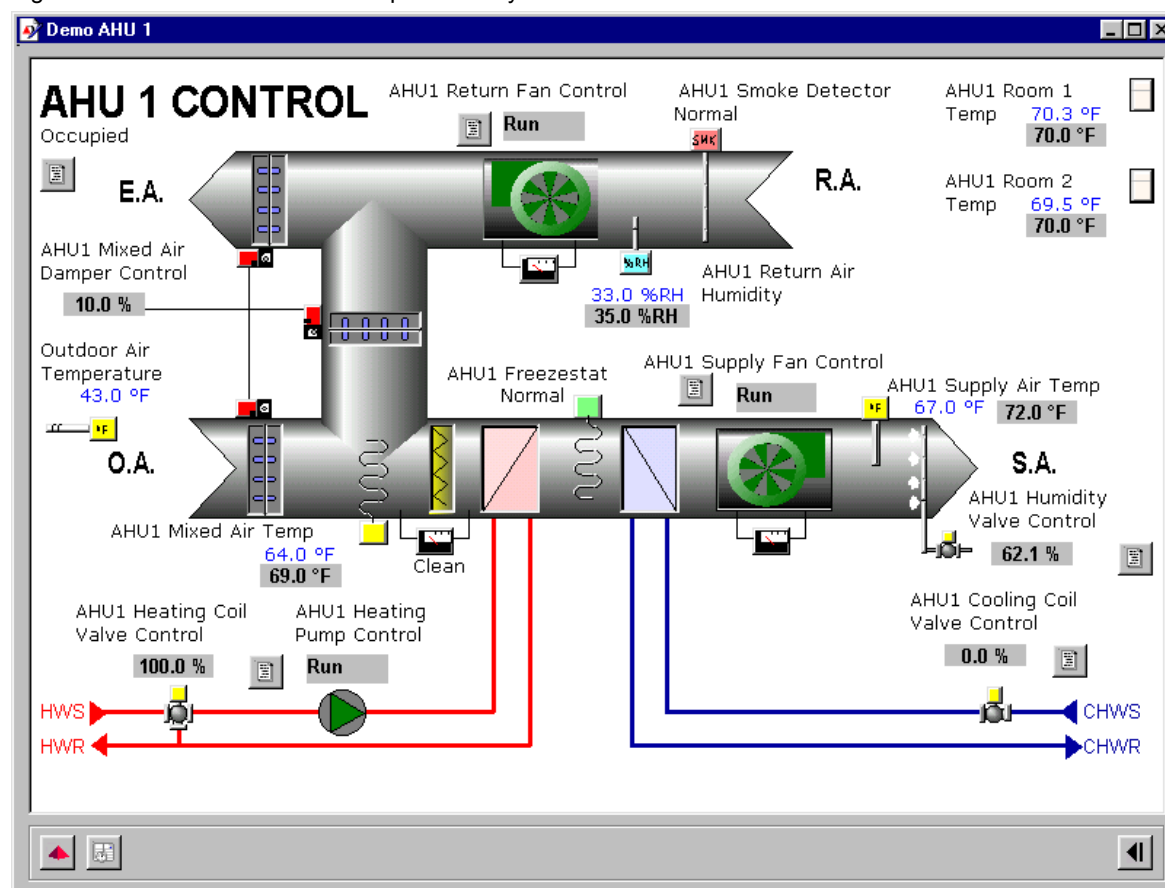 Demo AHU 1
AHU 1 CONTROL
Occupied
AHU1 Return Fan Control
Run
AHU1 Smoke Detector
Normal
SMK
AHU1 Room 1
Temp 70.3 °F
70.0 °F
AHU1 Room 2
Temp 69.5 °F
70.0 °F
E.A.
R.A.
AHU1 Mixed Air
Damper Control
10.0 %
%RH
33.0 %RH
35.0 %RH
AHU1 Return Air
Humidity
Outdoor Air
Temperature
43.0 °F
°F
O.A.
AHU1 Freezestat
Normal
AHU1 Supply Fan Control
Run
AHU1 Supply Air Temp
°F
67.0 °F 72.0 °F
S.A.
AHU1 Mixed Air Temp
64.0 °F
69.0 °F
Clean
AHU1 Humidity
Valve Control
62.1 %
AHU1 Heating Coil
Valve Control
100.0 %
AHU1 Heating
Pump Control
Run
AHU1 Cooling Coil
Valve Control
0.0 %
HWS
HWR
CHWS
CHWR